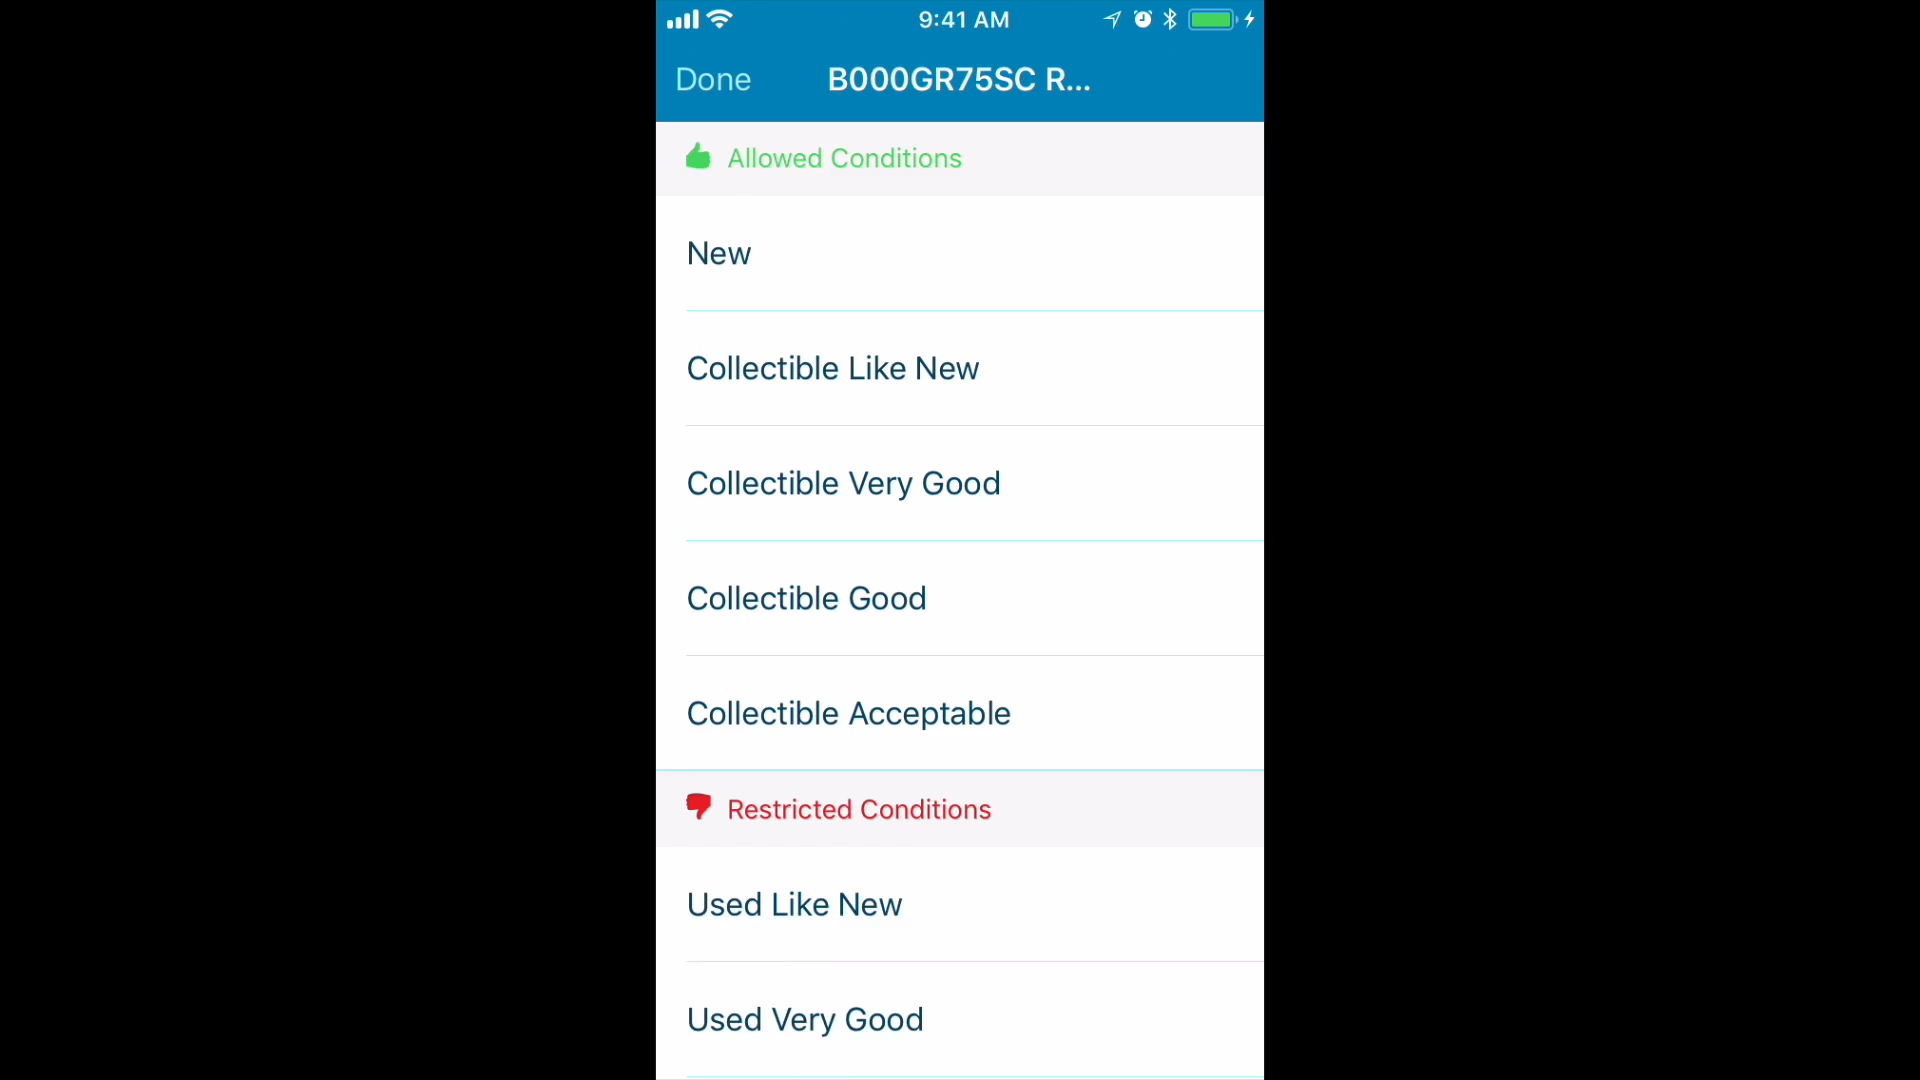 9:41 AM
Done
B000GR75SC R...
Allowed Conditions
New
Collectible Like New
Collectible Very Good
Collectible Good
Collectible Acceptable
Restricted Conditions
Used Like New
Used Very Good